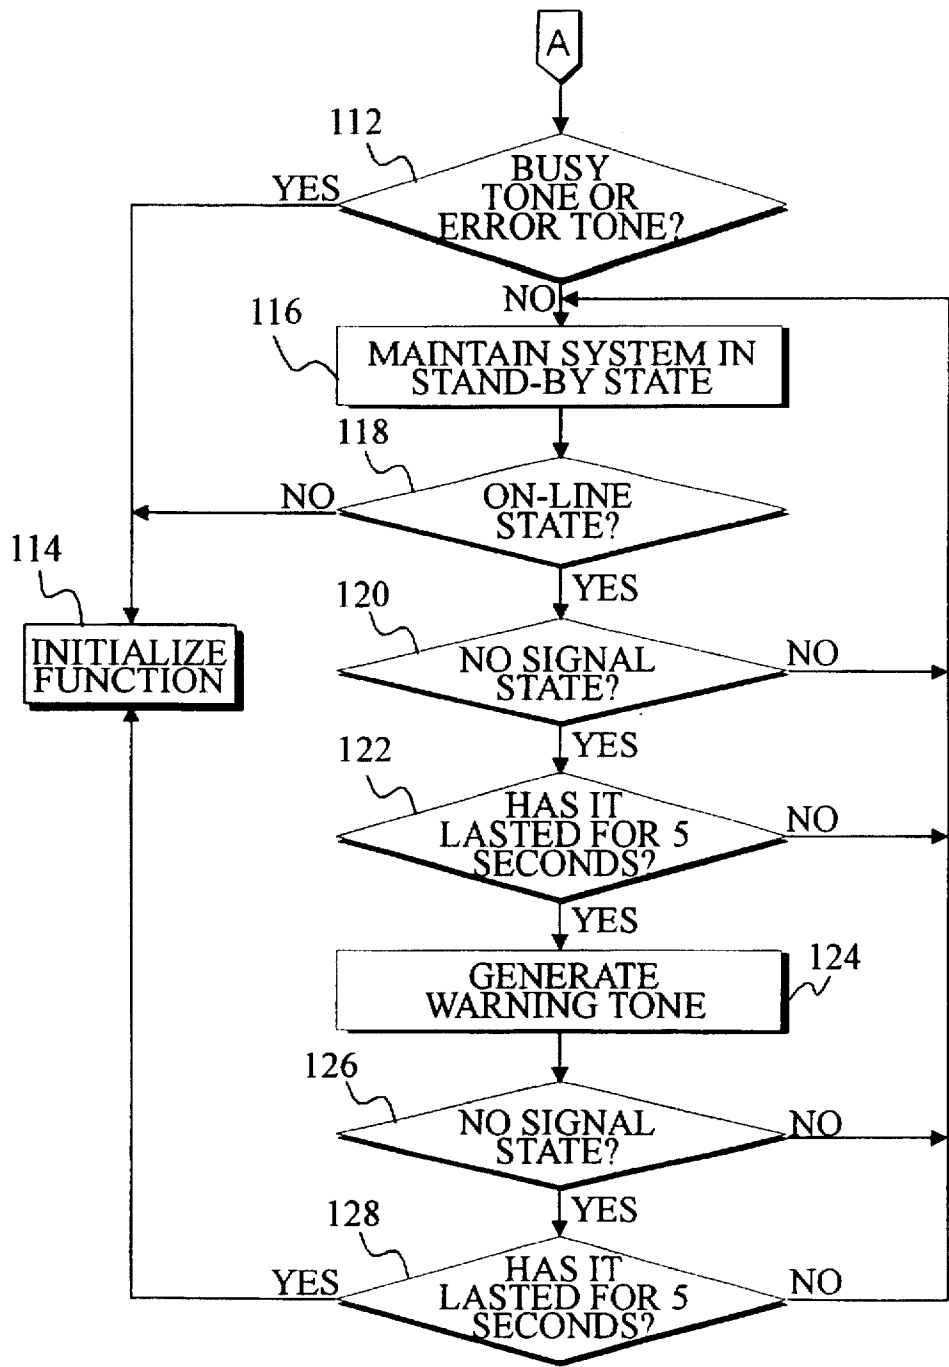 A
112
BUSY
TONE OR
ERROR TONE?
YES
NO
116
MAINTAIN SYSTEM IN
STAND-BY STATE
118
ON-LINE
STATE?
NO
YES
114
INITIALIZE
FUNCTION
120
NO SIGNAL
STATE?
NO
YES
122
HAS IT
LASTED FOR 5
SECONDS?
NO
YES
GENERATE
WARNING TONE
124
126
NO SIGNAL
STATE?
NO
YES
128
HAS IT
LASTED FOR 5
SECONDS?
YES
NO